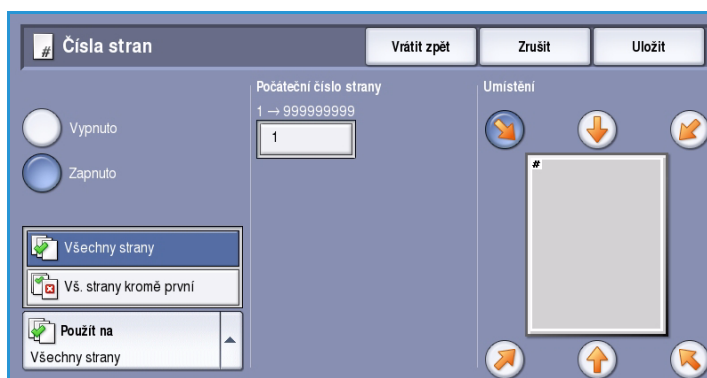 # Čísla stran
Vrátit zpět
Zrušit
Uložit
Vypnuto
Zapnuto
Všechny strany
Vš. strany kromě první
Použít na
Všechny strany
Počáteční číslo strany
1 → 999999999
1
Umístění
#